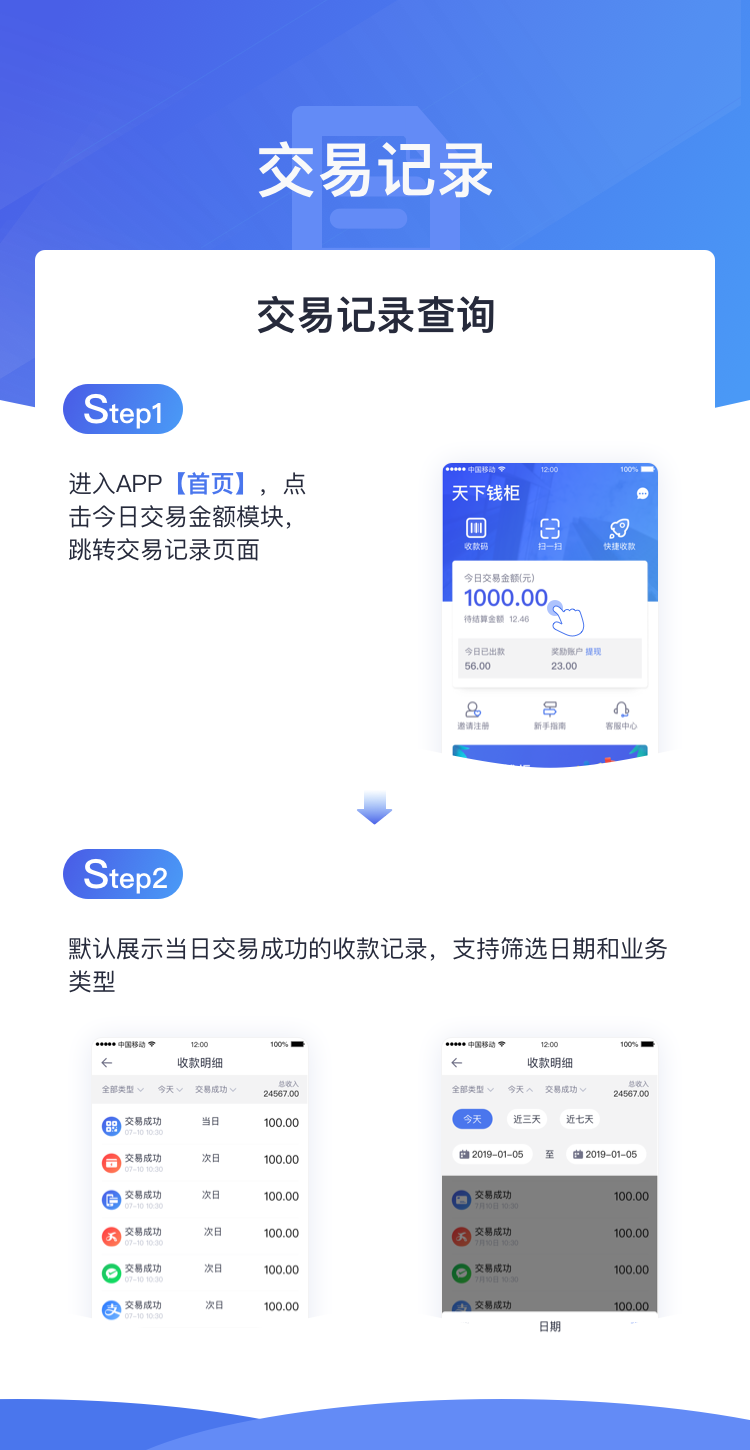 交易记录
交易记录查询
Step1
进入APP【首页】，点
击今日交易金额模块，
跳转交易记录页面
中国移动 12:00 100%
天下钱柜
收款码 扫一扫 快捷收款
今日交易金额(元)
1000.00
待结算金额 12.46
今日已出款 奖励账户 提现
56.00 23.00
邀请注册 新手指南 客服中心
Step2
默认展示当日交易成功的收款记录，支持筛选日期和业务
类型
中国移动 12:00 100%
收款明细
全部类型 今天 交易成功 总收入
24567.00
交易成功 当日 100.00
07-10 10:30
交易成功 次日 100.00
07-10 10:30
交易成功 次日 100.00
07-10 10:30
交易成功 次日 100.00
07-10 10:30
交易成功 次日 100.00
07-10 10:30
交易成功 次日 100.00
07-10 10:30
中国移动 12:00 100%
收款明细
全部类型 今天 交易成功 总收入
24567.00
今天 近三天 近七天
2019-01-05 至 2019-01-05
交易成功 100.00
7月10日 10:30
交易成功 100.00
7月10日 10:30
交易成功 100.00
7月10日 10:30
交易成功 100.00
日期